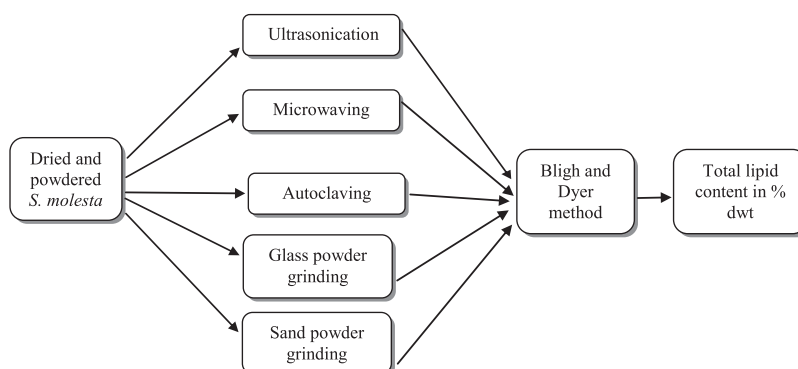 Ultrasonication
Microwaving
Dried and
powdered
S. molesta
Autoclaving
Glass powder
grinding
Sand powder
grinding
Bligh and
Dyer
method
Total lipid
content in %
dwt